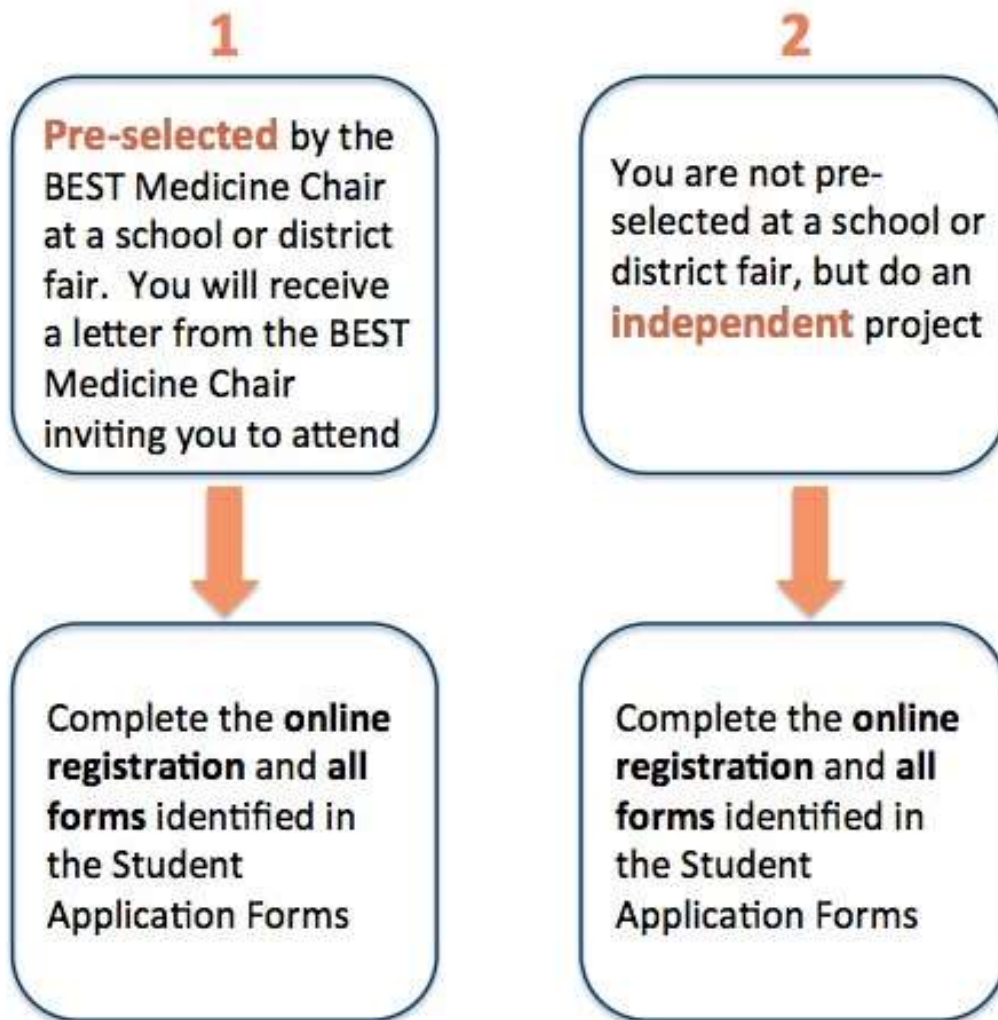 1
Pre-selected by the
BEST Medicine Chair
at a school or district
fair.  You will receive
a letter from the BEST
Medicine Chair
inviting you to attend
Complete the online
registration and all
forms identified in
the Student
Application Forms
2
You are not pre-
selected at a school or
district fair, but do an
independent project
Complete the online
registration and all
forms identified in
the Student
Application Forms